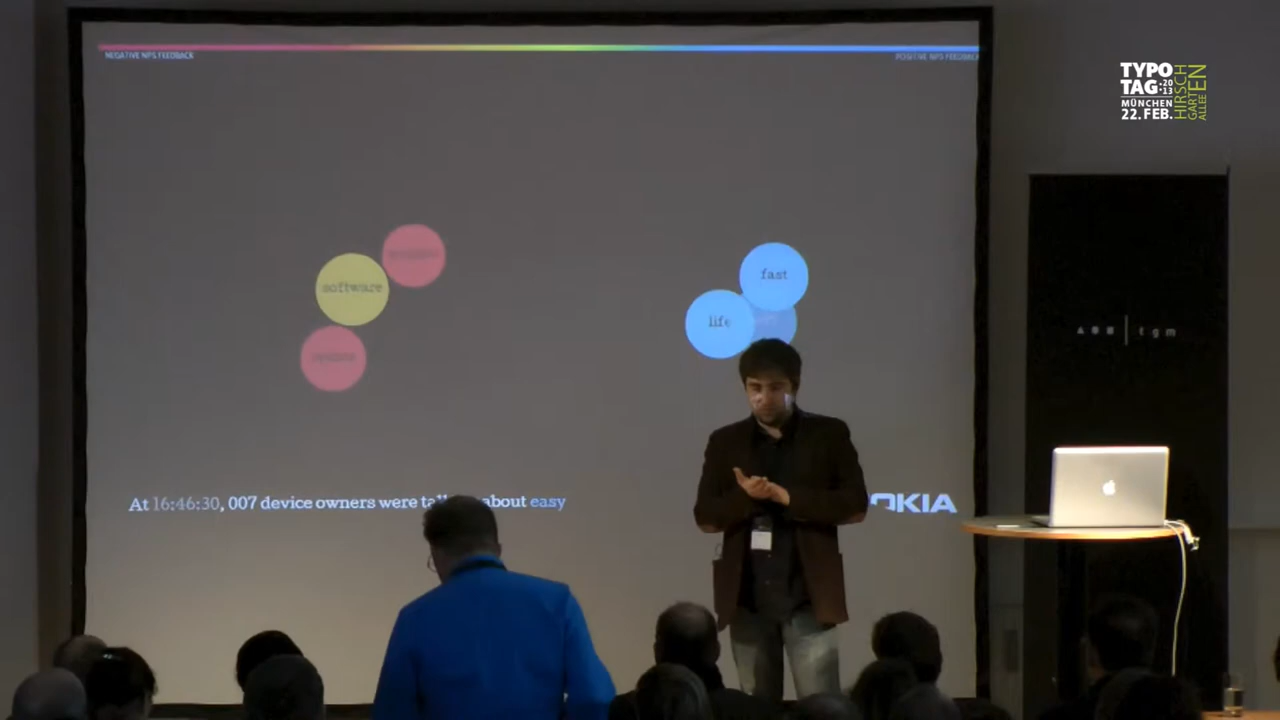 NEGATIVE NPS FEEDBACK
POSITIVE NPS FEEDBACK
TYPO
TAG:2013
MÜNCHEN
22. FEB.
HIRSCH
GARTEN
ALLEE
fast
software
life
tgm
At 16:46:30, 007 device owners were about easy
OKIA